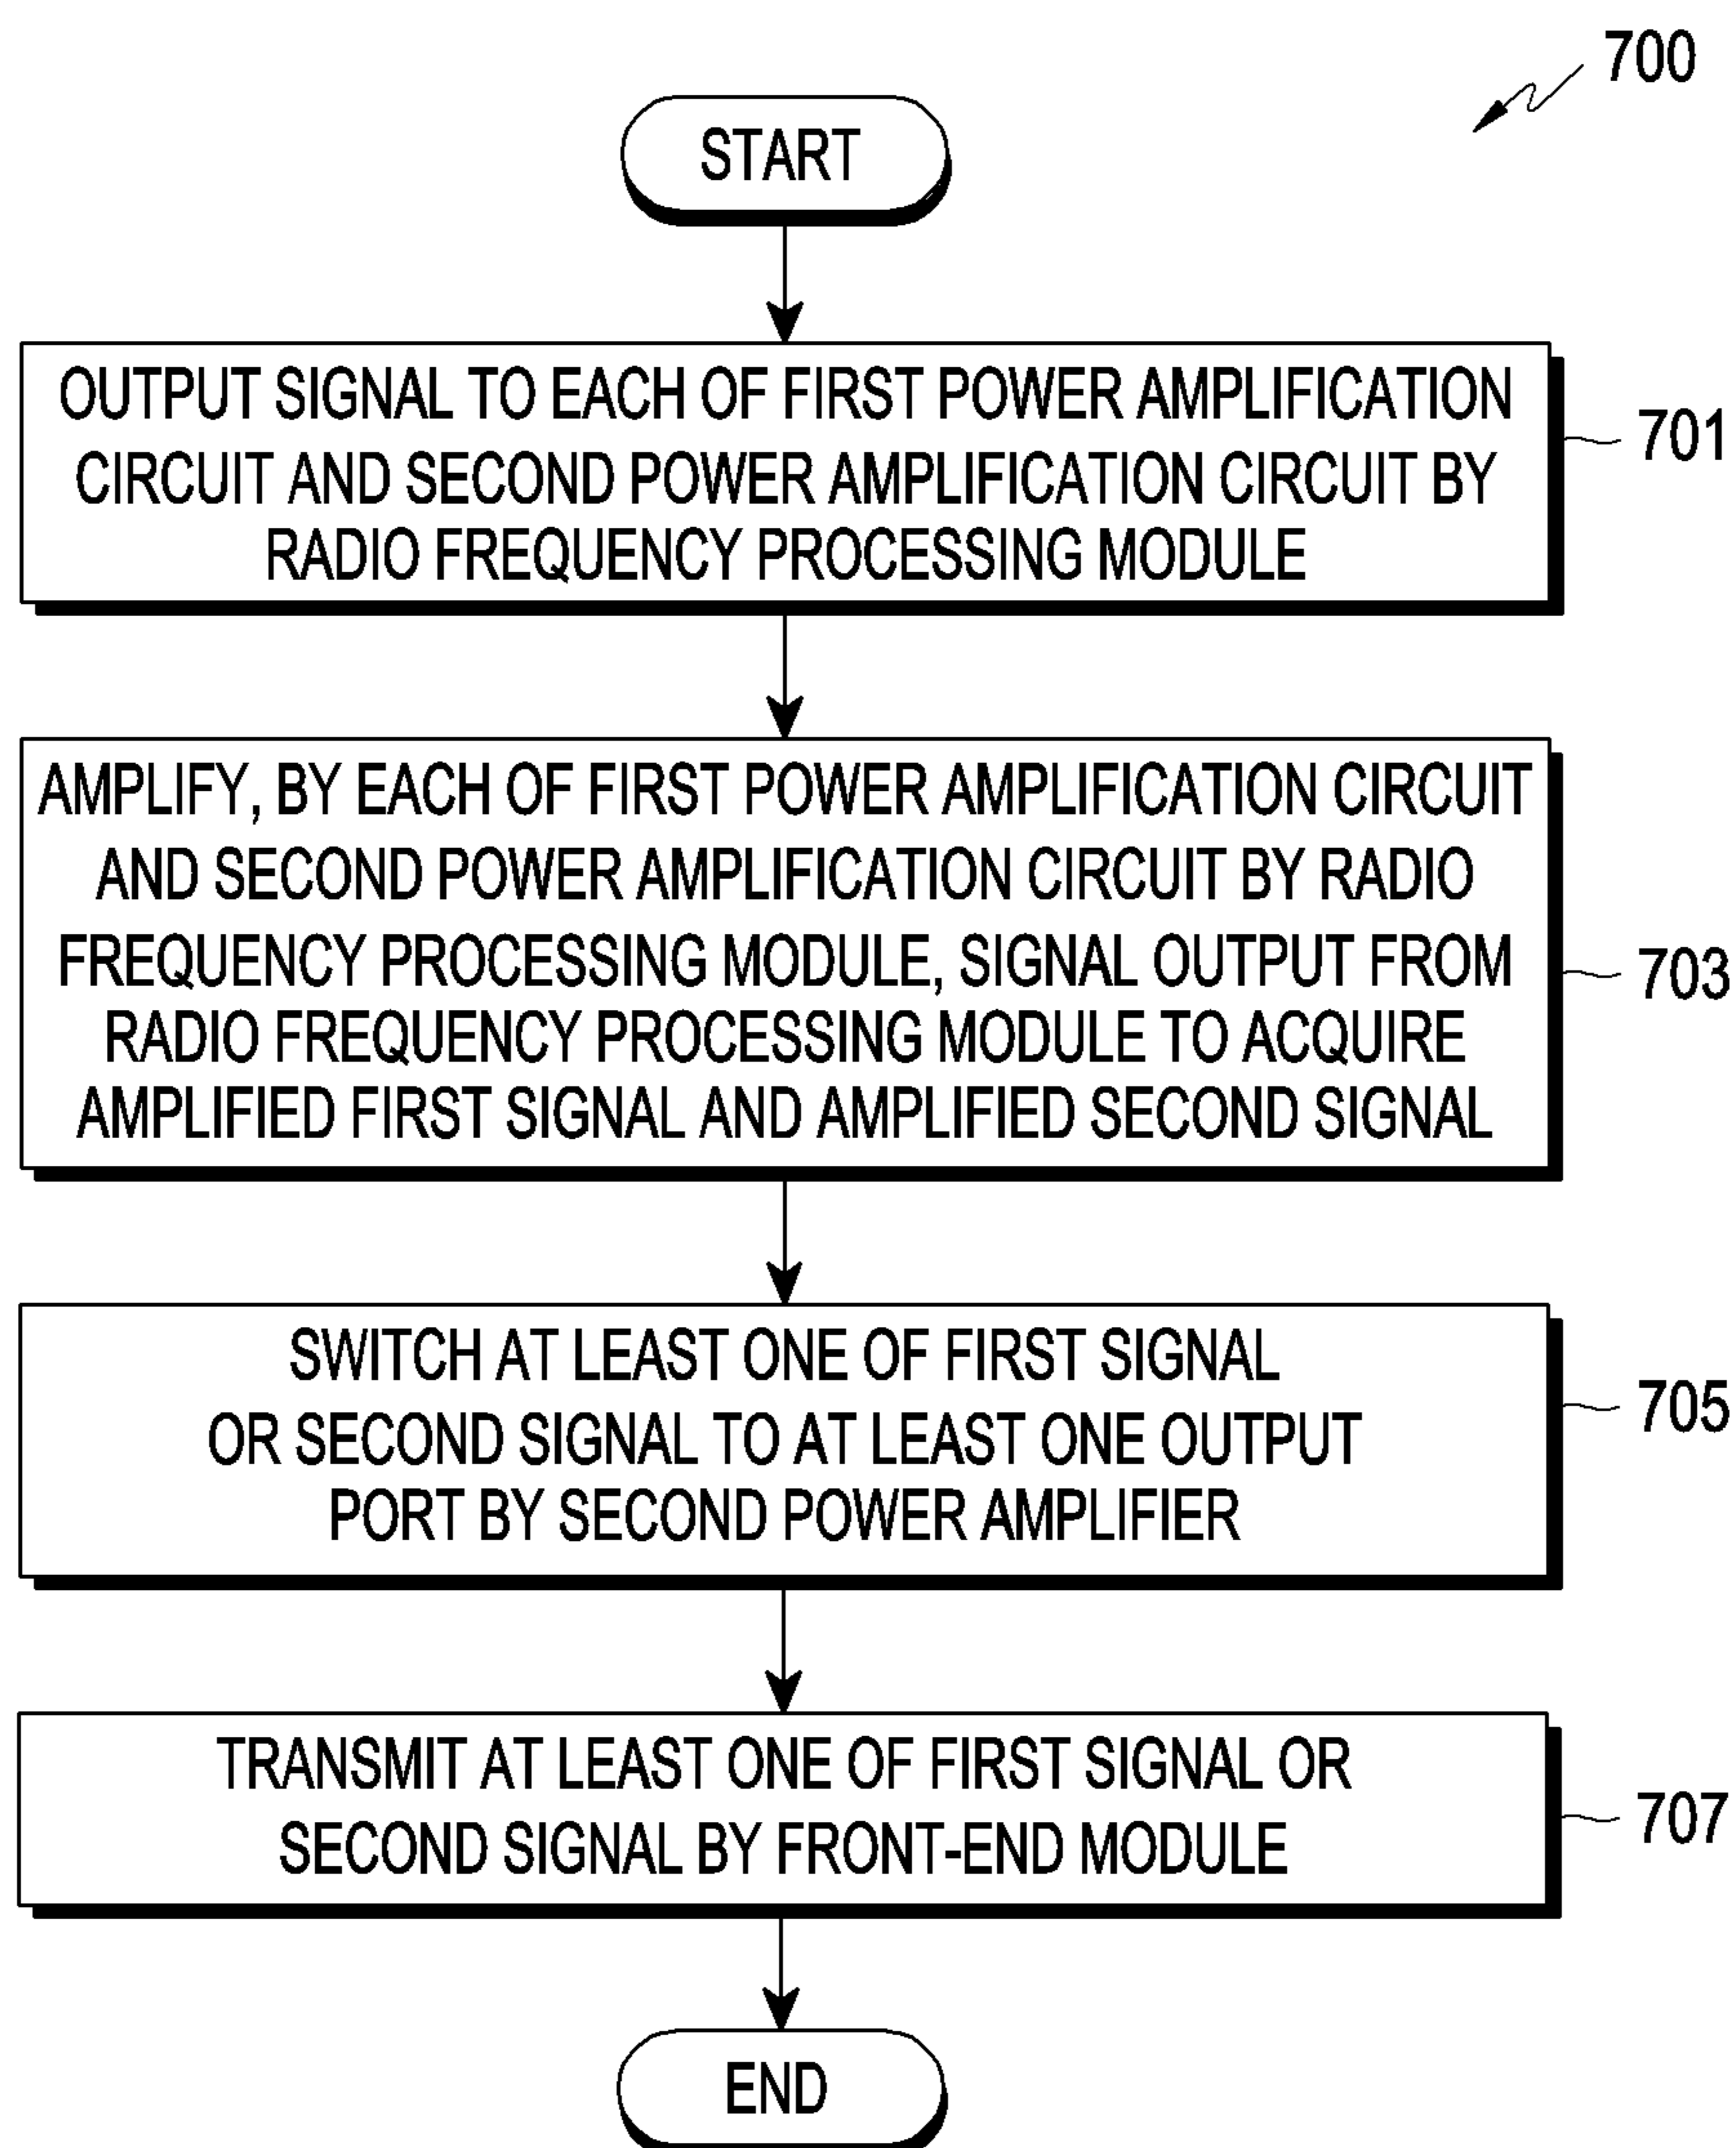 700
START
OUTPUT SIGNAL TO EACH OF FIRST POWER AMPLIFICATION
CIRCUIT AND SECOND POWER AMPLIFICATION CIRCUIT BY
RADIO FREQUENCY PROCESSING MODULE
701
AMPLIFY, BY EACH OF FIRST POWER AMPLIFICATION CIRCUIT
AND SECOND POWER AMPLIFICATION CIRCUIT BY RADIO
FREQUENCY PROCESSING MODULE, SIGNAL OUTPUT FROM
RADIO FREQUENCY PROCESSING MODULE TO ACQUIRE
AMPLIFIED FIRST SIGNAL AND AMPLIFIED SECOND SIGNAL
703
SWITCH AT LEAST ONE OF FIRST SIGNAL
OR SECOND SIGNAL TO AT LEAST ONE OUTPUT
PORT BY SECOND POWER AMPLIFIER
705
TRANSMIT AT LEAST ONE OF FIRST SIGNAL OR
SECOND SIGNAL BY FRONT-END MODULE
707
END